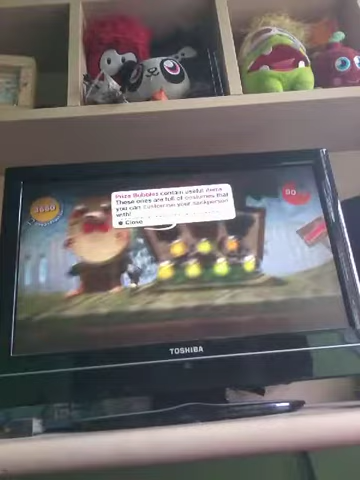 3660
Prize Bubbles contain useful items.
These ones are full of costumes that
you can customise your sackperson
with!
Close
TOSHIBA